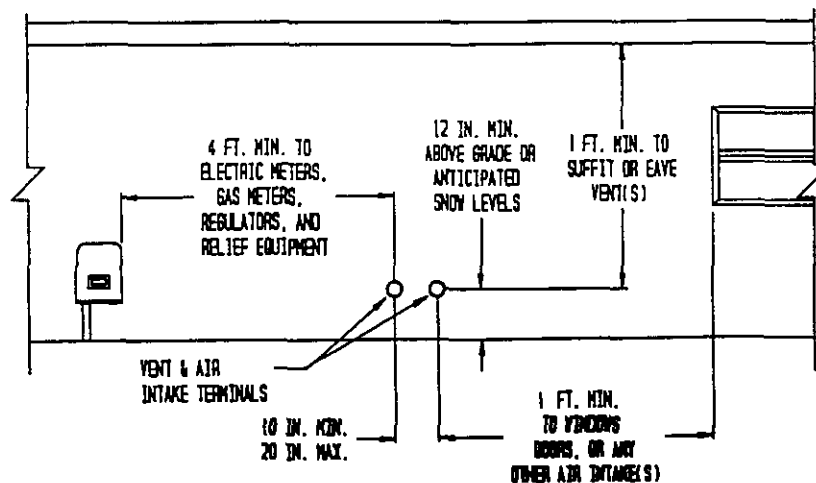 4 FT. MIN. TO
ELECTRIC METERS,
GAS METERS,
REGULATORS, AND
RELIEF EQUIPMENT
12 IN. MIN.
ABOVE GRADE OR
ANTICIPATED
SNOW LEVELS
1 FT. MIN. TO
SUFFIT OR EAVE
VENT(S)
VENT & AIR
INTAKE TERMINALS
10 IN. MIN.
20 IN. MAX.
1 FT. MIN.
TO WINDOWS
DOORS, OR ANY
OTHER AIR INTAKE(S)